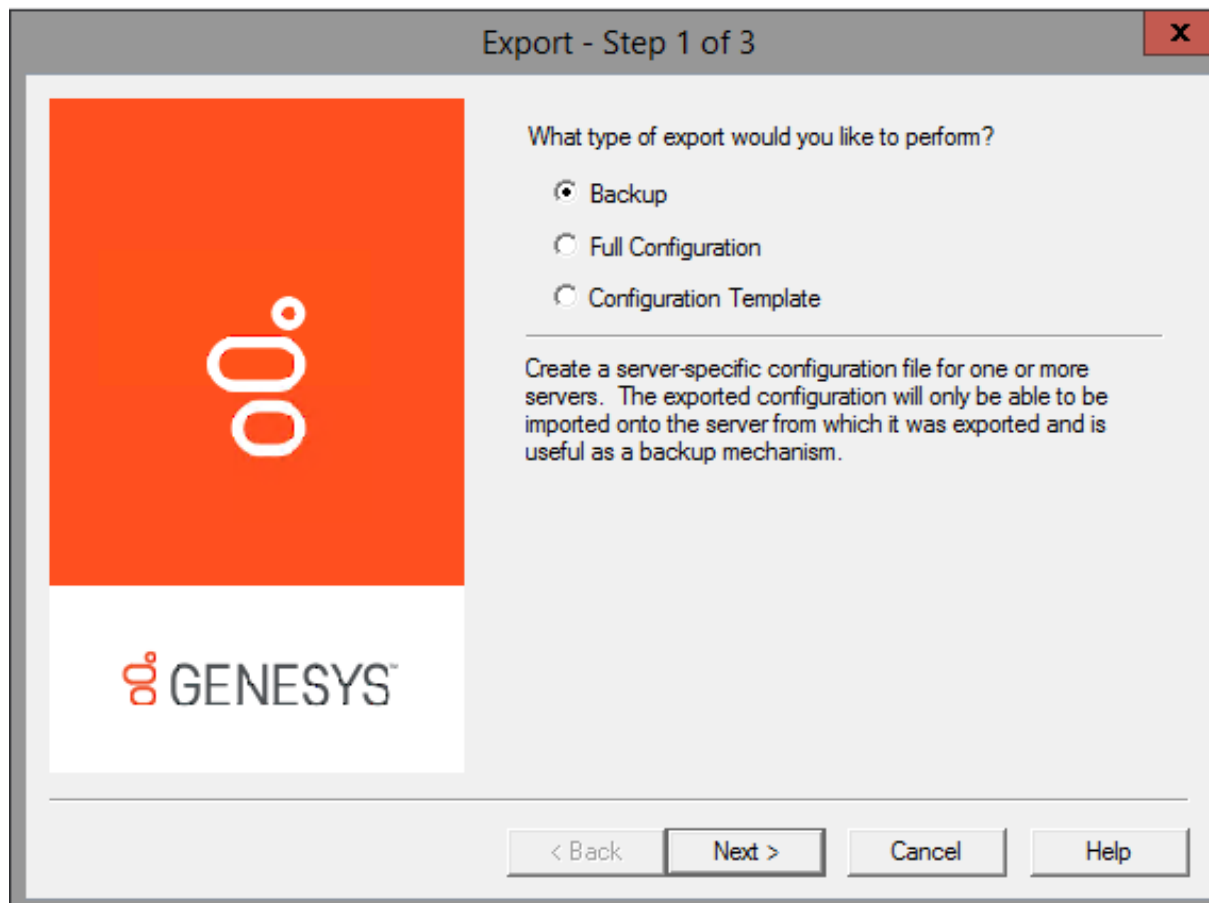 Export - Step 1 of 3
x
What type of export would you like to perform?
Backup
Full Configuration
Configuration Template
Create a server-specific configuration file for one or more
servers.  The exported configuration will only be able to be
imported onto the server from which it was exported and is
useful as a backup mechanism.
GENESYS™
< Back
Next >
Cancel
Help